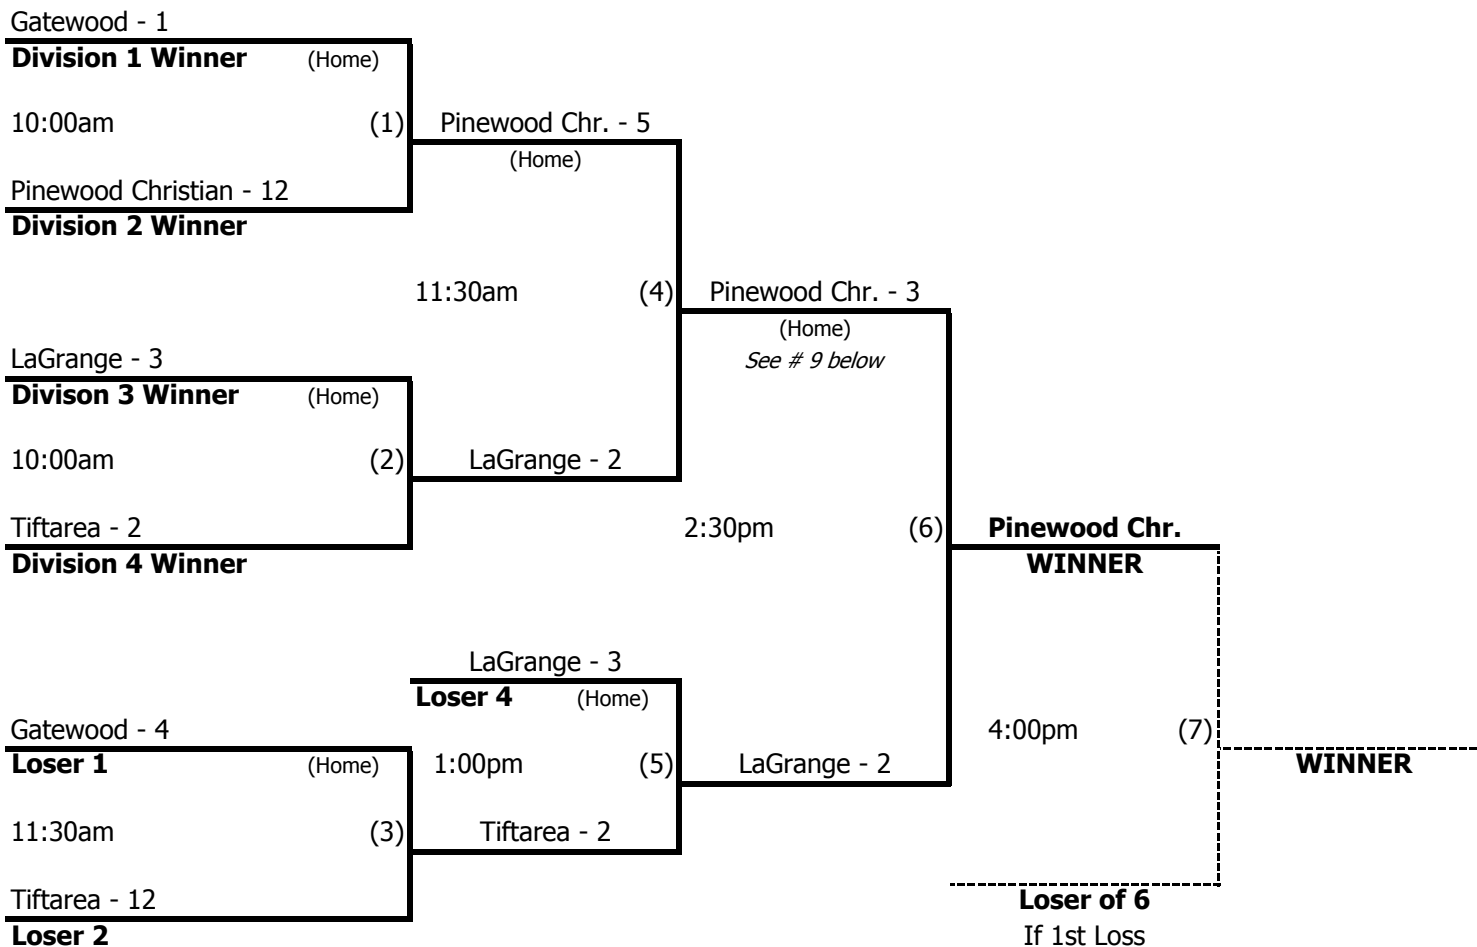 Gatewood - 1
Division 1 Winner (Home)
10:00am (1) Pinewood Chr. - 5
(Home)
Pinewood Christian - 12
Division 2 Winner
11:30am (4) Pinewood Chr. - 3
(Home)
LaGrange - 3 See # 9 below
Divison 3 Winner (Home)
10:00am (2) LaGrange - 2
Tiftarea - 2 2:30pm (6) Pinewood Chr.
Division 4 Winner WINNER
LaGrange - 3
Loser 4 (Home)
Gatewood - 4 4:00pm (7)
Loser 1 (Home) 1:00pm (5) LaGrange - 2 WINNER
11:30am (3) Tiftarea - 2
Tiftarea - 12 Loser of 6
Loser 2 If 1st Loss